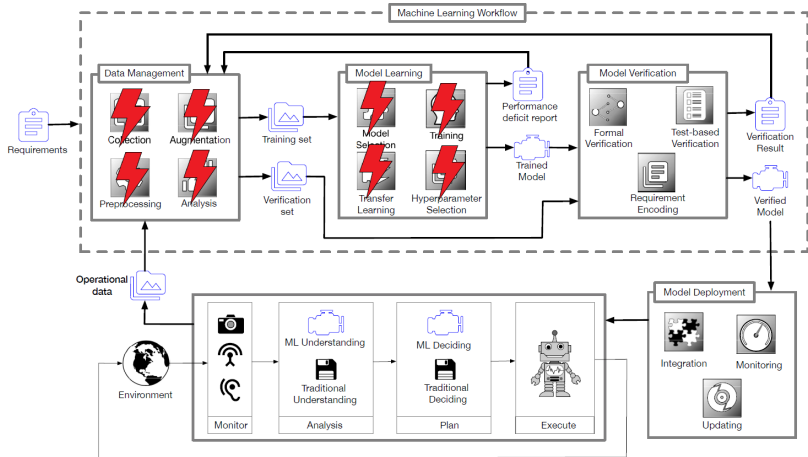 Machine Learning Workflow
Data Management
Model Learning
Model Verification
Requirements
Collection
Augmentation
Preprocessing
Analysis
Training set
Verification
set
Model
Selection
Training
Transfer
Learning
Hyperparameter
Selection
Performance
deficit report
Trained
Model
Formal
Verification
Test-based
Verification
Requirement
Encoding
Verification
Result
Verified
Model
Operational
data
Environment
Monitor
ML Understanding
Traditional
Understanding
Analysis
ML Deciding
Traditional
Deciding
Plan
Execute
Model Deployment
Integration
Monitoring
Updating